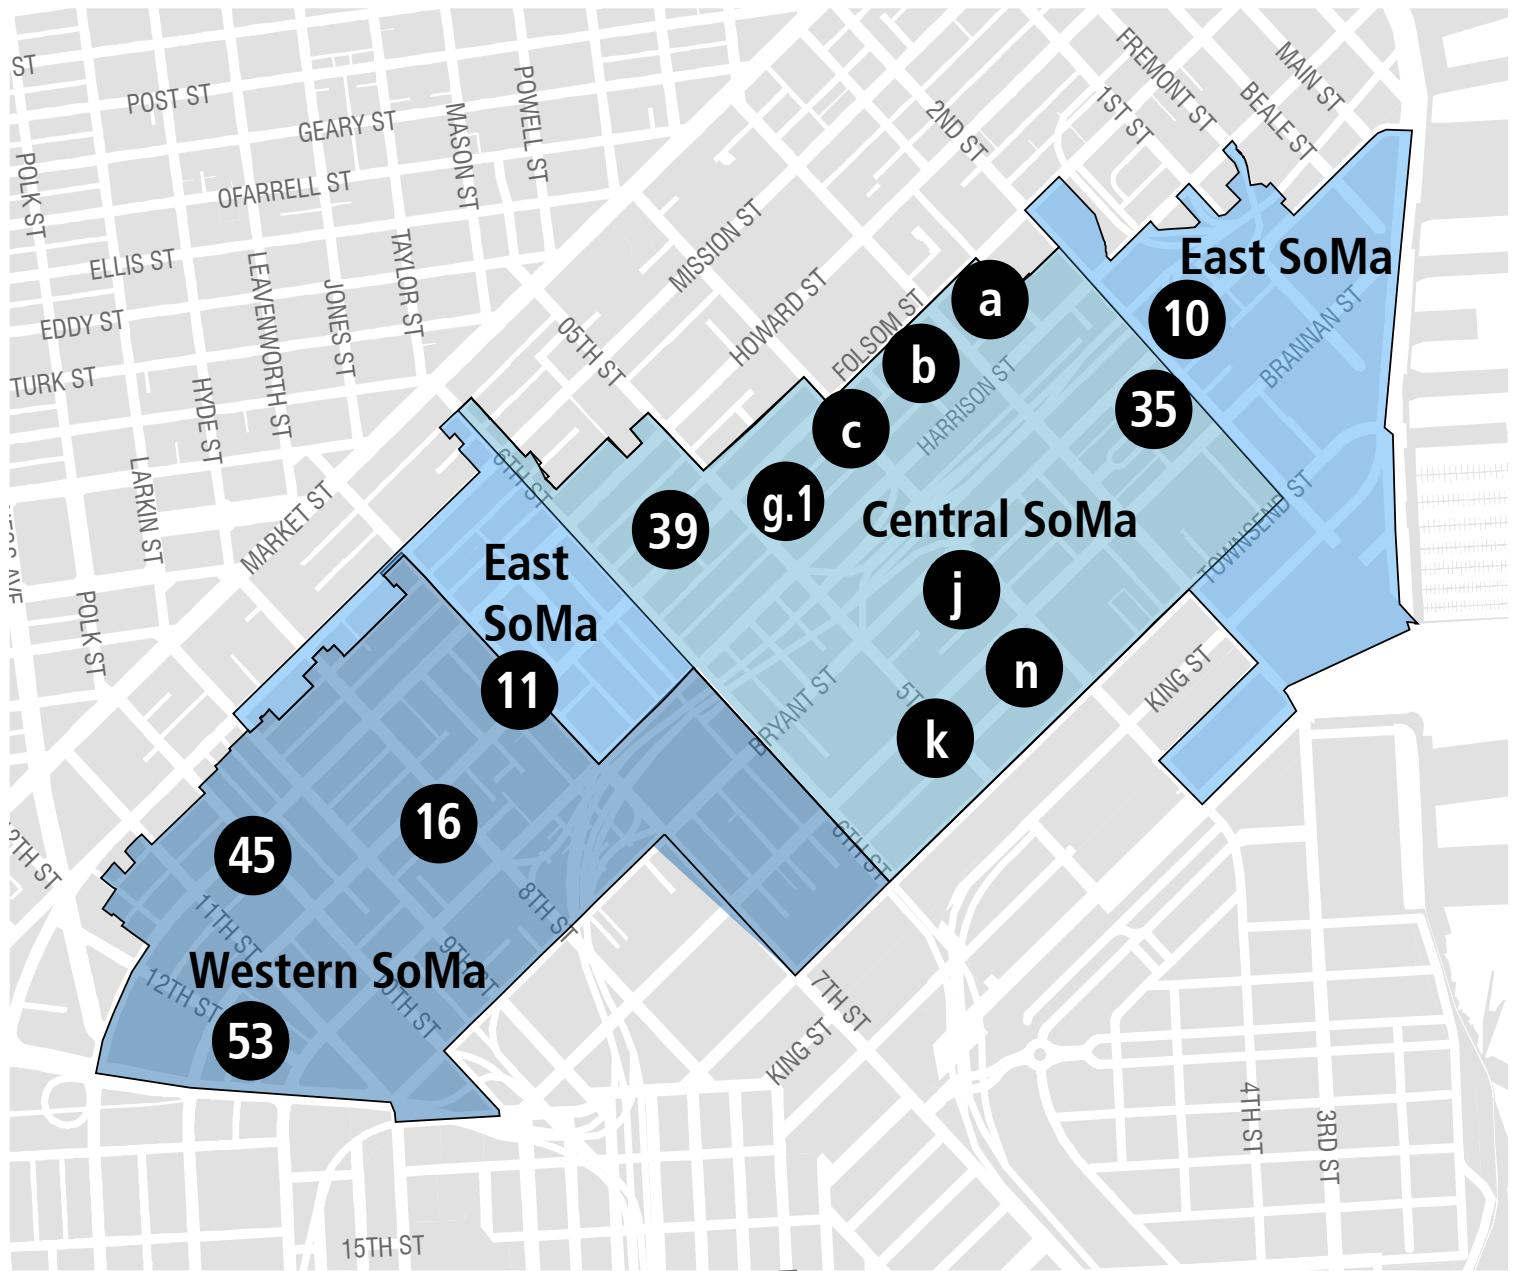 ST
POST ST
GEARY ST
OFARRELL ST
ELLIS ST
EDDY ST
TURK ST
POLK ST
LARKIN ST
HYDE ST
LEAVENWORTH ST
JONES ST
TAYLOR ST
MASON ST
POWELL ST
MARKET ST
MISSION ST
HOWARD ST
FOLSOM ST
HARRISON ST
05TH ST
6TH ST
2ND ST
1ST ST
FREMONT ST
BEALE ST
MAIN ST
East SoMa
10
BRANNAN ST
a
b
c
35
39
g.1
Central SoMa
TOWNSEND ST
j
n
k
BRYANT ST
KING ST
6TH ST
East
SoMa
11
POLK ST
16
45
11TH ST
8TH ST
9TH ST
Western SoMa
12TH ST
53
7TH ST
KING ST
4TH ST
3RD ST
15TH ST